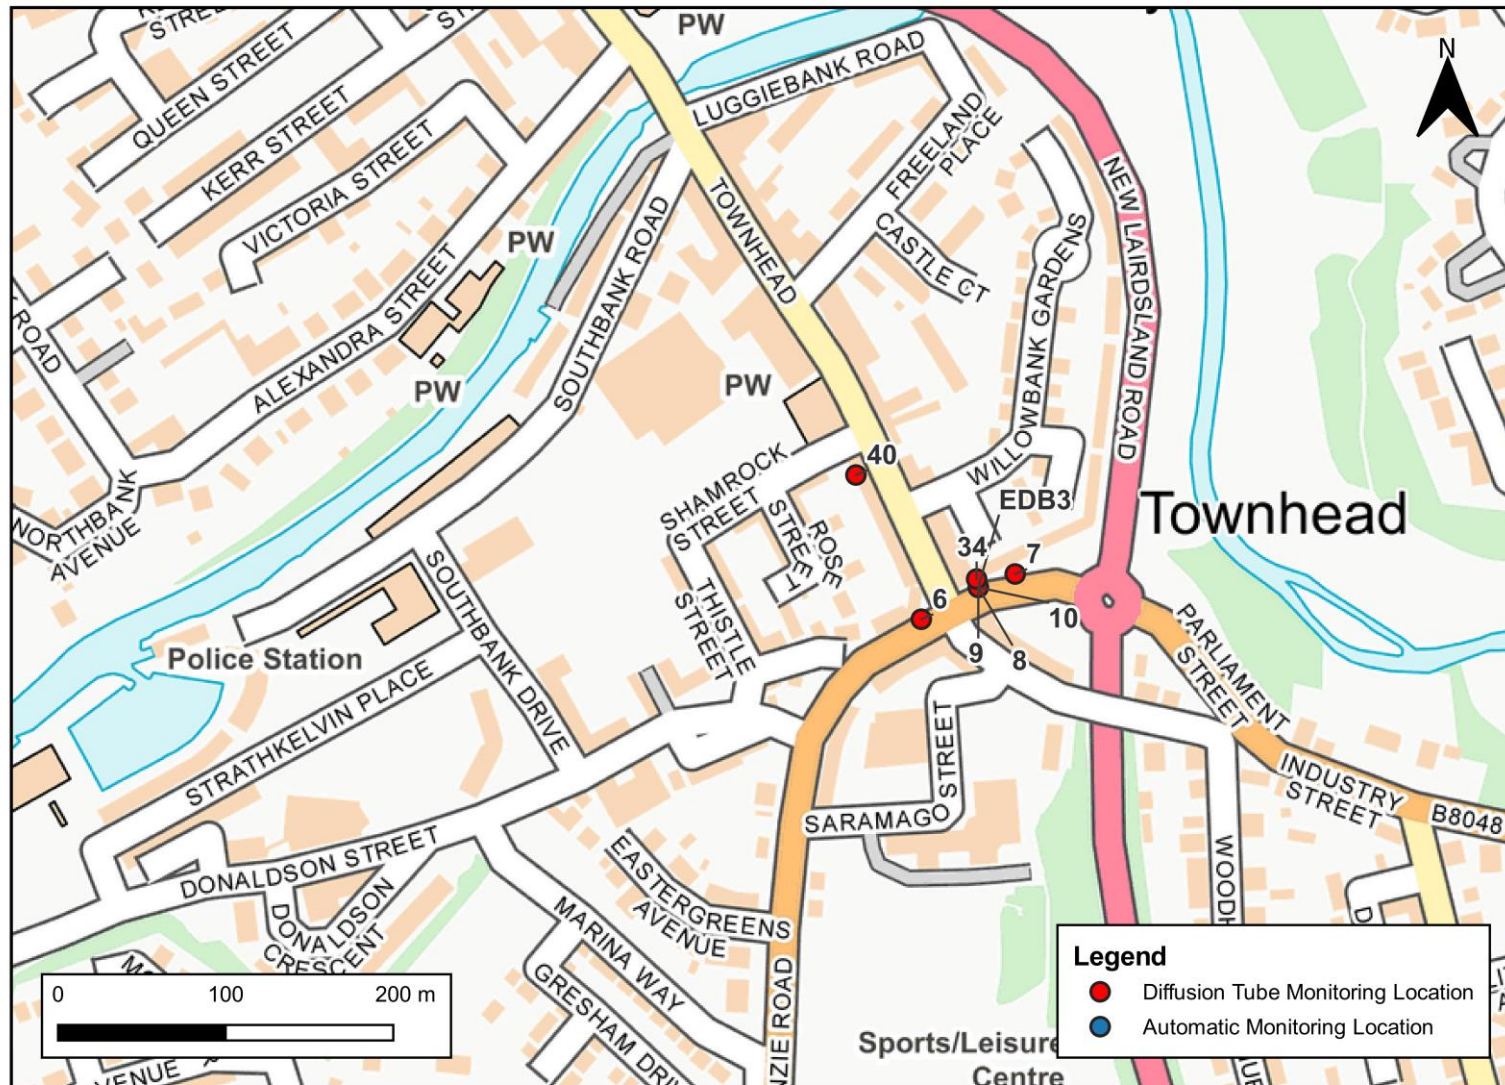 STREET
PW
N
QUEEN STREET
LUGGIEBANK ROAD
KERR STREET
FREELAND
PLACE
VICTORIA STREET
TOWNHEAD
NEW LAIRDSLAND ROAD
PW
SOUTHBANK ROAD
CASTLE CT
WILLOWBANK GARDENS
ROAD
ALEXANDRA STREET
PW
PW
40
SHAMROCK
STREET
NORTHBANK
AVENUE
ROSE
STREET
EDB3
Townhead
34
7
6
10
9
8
THISTLE
STREET
SOUTHBANK DRIVE
Police Station
PARLIAMENT
STREET
STRATHKELVIN PLACE
SARAMAGO STREET
INDUSTRY
STREET
B8048
DONALDSON STREET
EASTERGREENS
AVENUE
DONALDSON
CRESCENT
MARINA WAY
GRESHAM
Legend
Diffusion Tube Monitoring Location
Automatic Monitoring Location
0 100 200 m
ROAD
Sports/Leisure
Centre